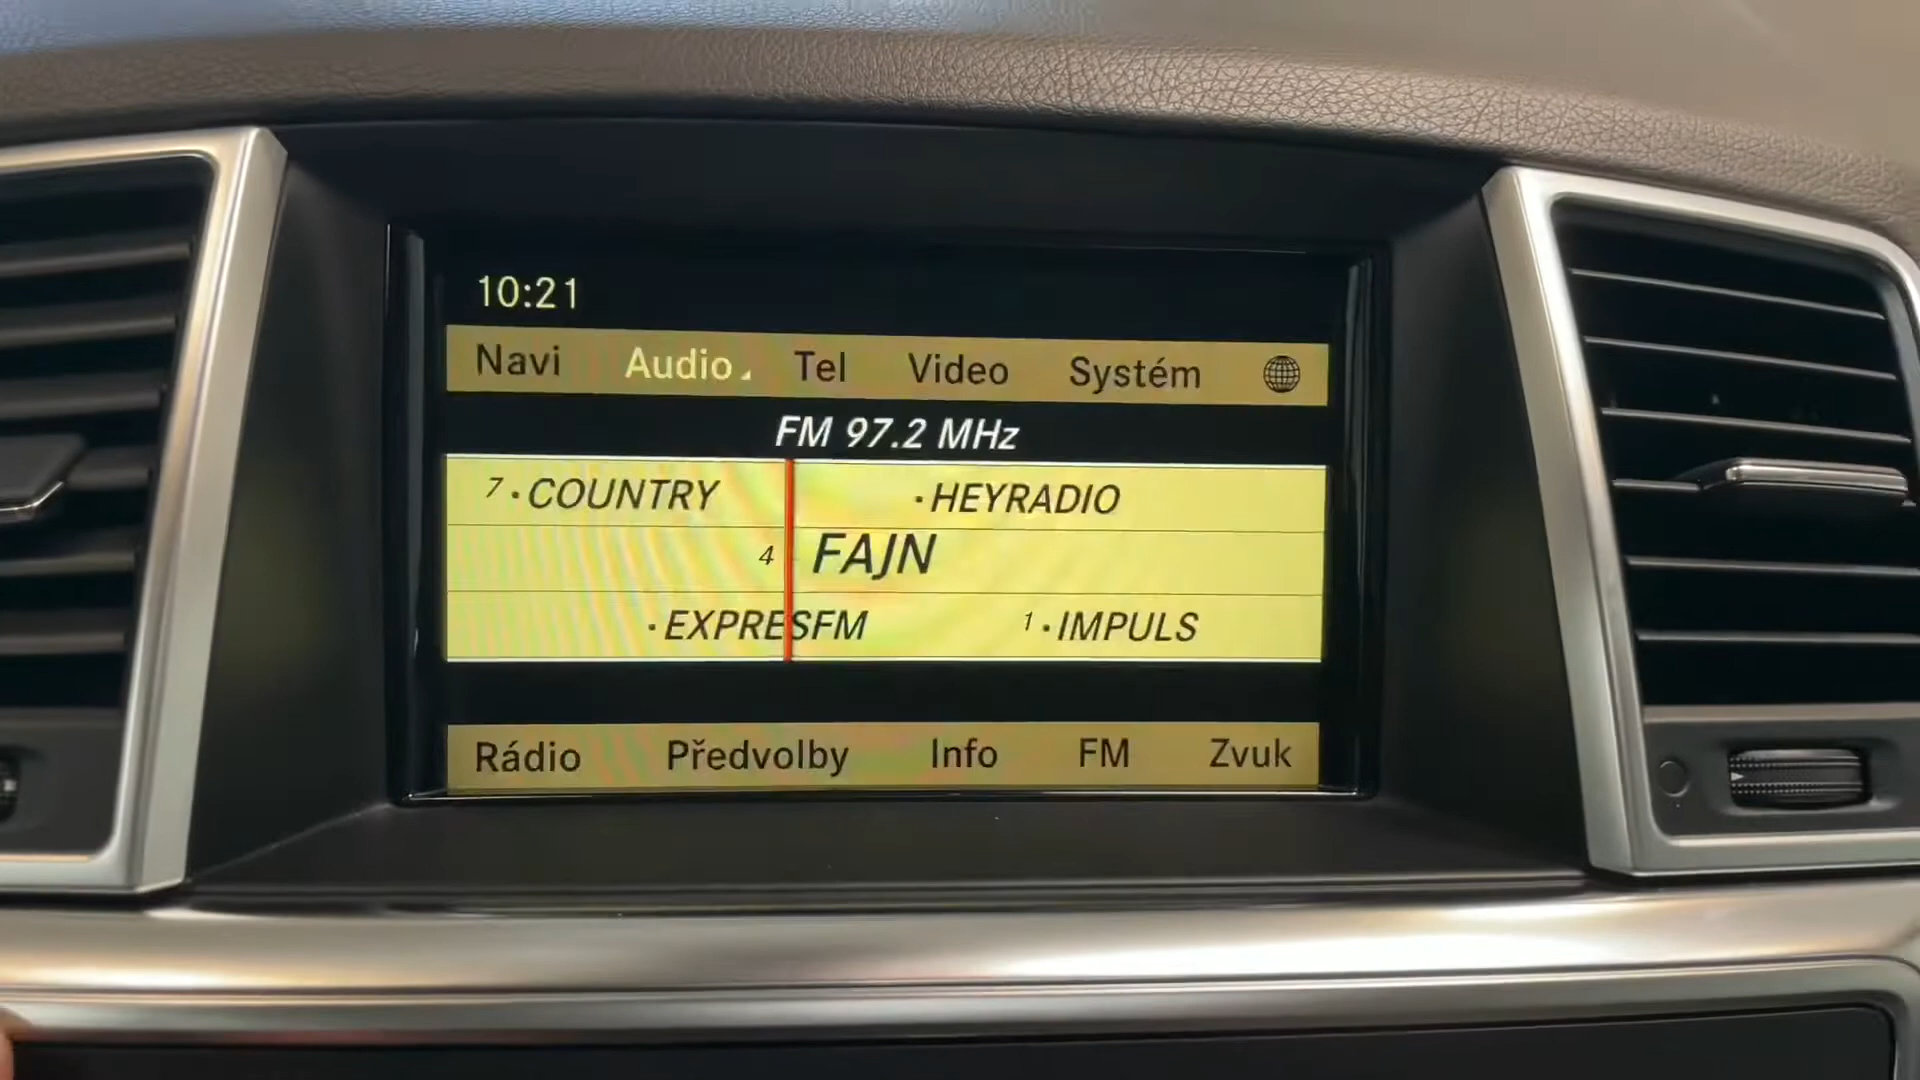 10:21
Navi Audio Tel Video Systém
FM 97.2 MHz
7 · COUNTRY · HEYRADIO
4 FAJN
· EXPRESFM 1 · IMPULS
Rádio Předvolby Info FM Zvuk